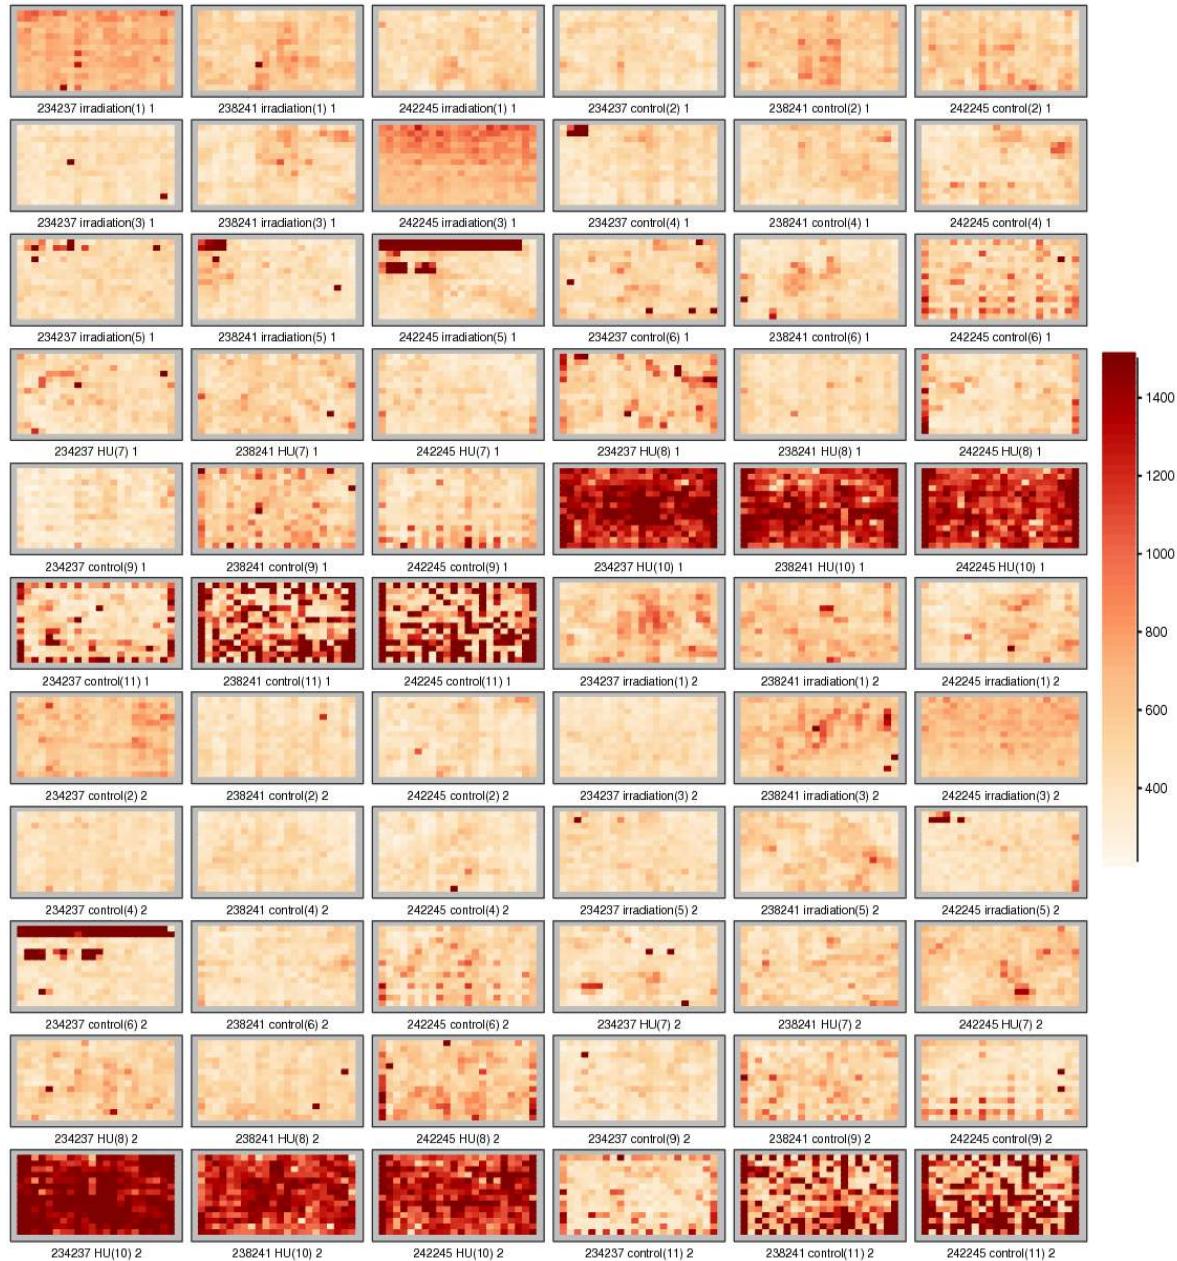 234237 irradiation(1) 1
238241 irradiation(1) 1
242245 irradiation(1) 1
234237 control(2) 1
238241 control(2) 1
242245 control(2) 1
234237 irradiation(3) 1
238241 irradiation(3) 1
242245 irradiation(3) 1
234237 control(4) 1
238241 control(4) 1
242245 control(4) 1
234237 irradiation(5) 1
238241 irradiation(5) 1
242245 irradiation(5) 1
234237 control(6) 1
238241 control(6) 1
242245 control(6) 1
234237 HU(7) 1
238241 HU(7) 1
242245 HU(7) 1
234237 HU(8) 1
238241 HU(8) 1
242245 HU(8) 1
234237 control(9) 1
238241 control(9) 1
242245 control(9) 1
234237 HU(10) 1
238241 HU(10) 1
242245 HU(10) 1
234237 control(11) 1
238241 control(11) 1
242245 control(11) 1
234237 irradiation(1) 2
238241 irradiation(1) 2
242245 irradiation(1) 2
234237 control(2) 2
238241 control(2) 2
242245 control(2) 2
234237 irradiation(3) 2
238241 irradiation(3) 2
242245 irradiation(3) 2
234237 control(4) 2
238241 control(4) 2
242245 control(4) 2
234237 irradiation(5) 2
238241 irradiation(5) 2
242245 irradiation(5) 2
234237 control(6) 2
238241 control(6) 2
242245 control(6) 2
234237 HU(7) 2
238241 HU(7) 2
242245 HU(7) 2
234237 HU(8) 2
238241 HU(8) 2
242245 HU(8) 2
234237 control(9) 2
238241 control(9) 2
242245 control(9) 2
234237 HU(10) 2
238241 HU(10) 2
242245 HU(10) 2
234237 control(11) 2
238241 control(11) 2
242245 control(11) 2
1400
1200
1000
800
600
400